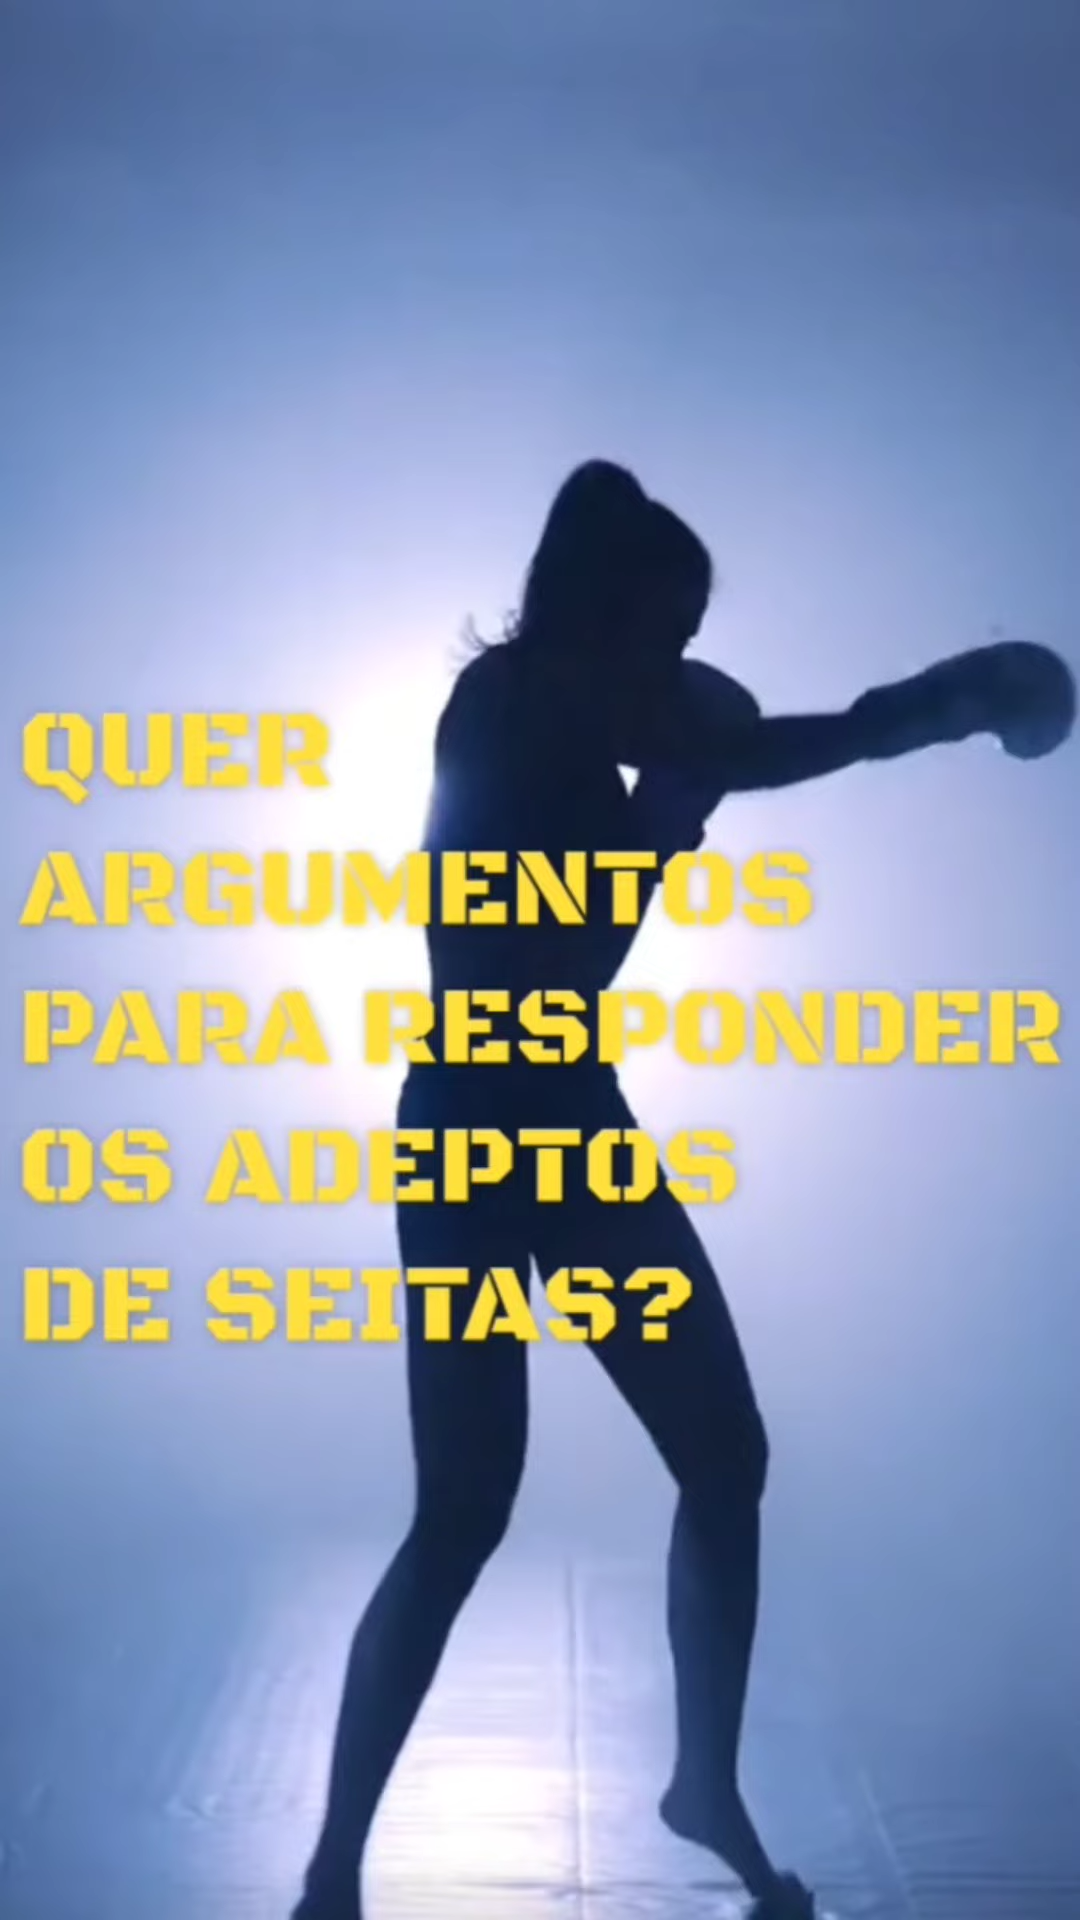 QUER
ARGUMENTOS
PARA RESPONDER
OS ADEPTOS
DE SEITAS?